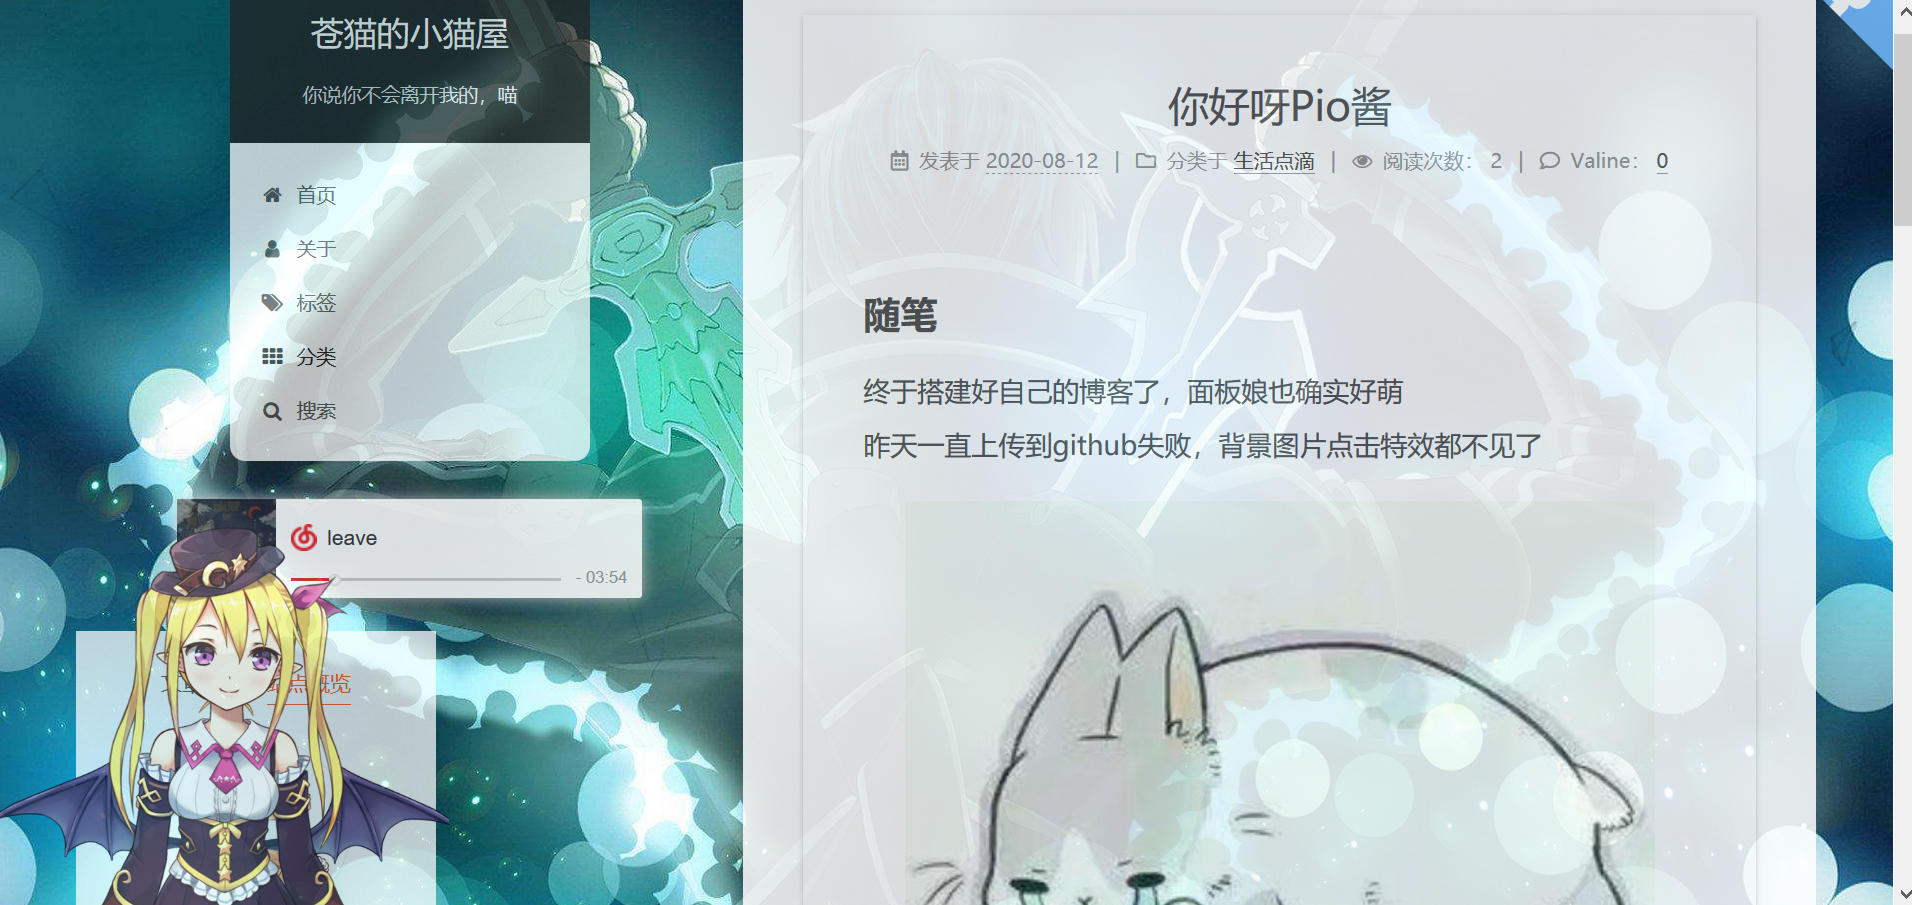 苍猫的小猫屋
你说你不会离开我的，喵
首页
关于
标签
分类
搜索
leave
- 03:54
站点概览
你好呀Pio酱
发表于 2020-08-12 | 分类于 生活点滴 | 阅读次数： 2 | Valine： 0
随笔
终于搭建好自己的博客了，面板娘也确实好萌
昨天一直上传到github失败，背景图片点击特效都不见了